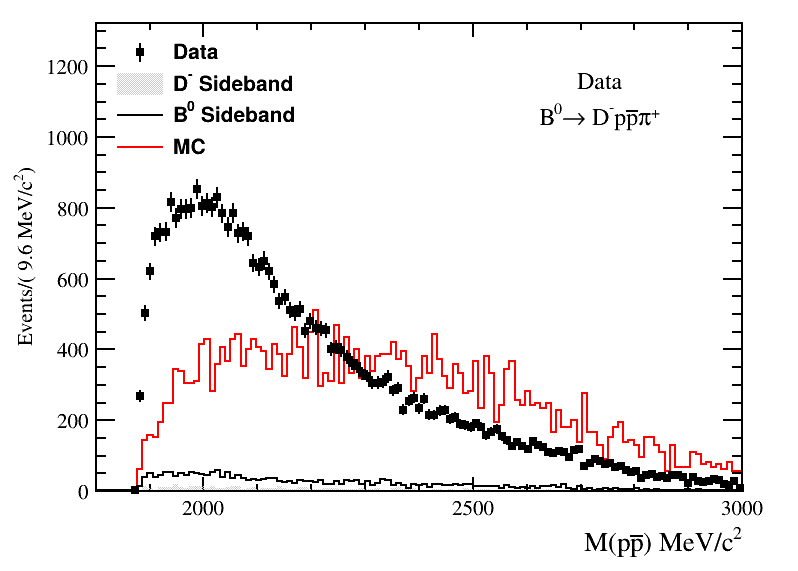 Data
D⁻ Sideband
B⁰ Sideband
MC
Data
B⁰→ D⁻pp̅π⁺
Events/( 9.6 MeV/c²)
1200
1000
800
600
400
200
0
2000
2500
3000
M(pp̅) MeV/c²